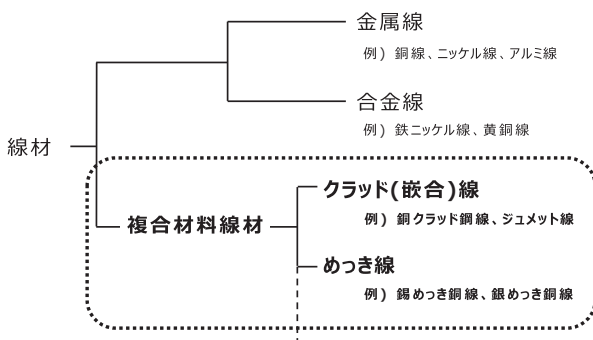 金属線
例) 銅線、ニッケル線、アルミ線
合金線
例) 鉄ニッケル線、黄銅線
線材
クラッド(嵌合)線
例) 銅クラッド鋼線、ジュメット線
複合材料線材
めっき線
例) 錫めっき銅線、銀めっき銅線